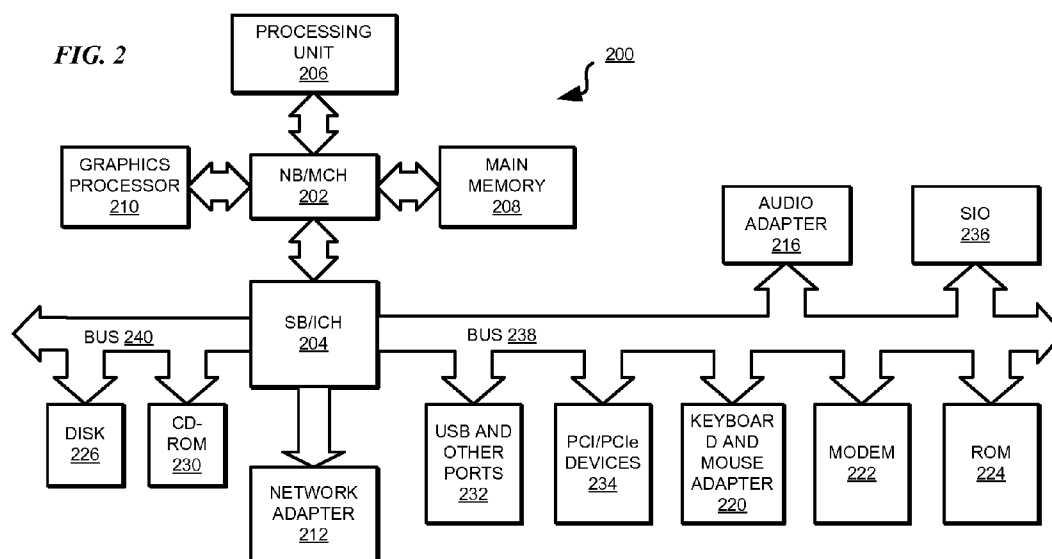 FIG. 2
PROCESSING
UNIT
206
200
GRAPHICS
PROCESSOR
210
NB/MCH
202
MAIN
MEMORY
208
AUDIO
ADAPTER
216
SIO
236
SB/ICH
204
BUS 240
BUS 238
DISK
226
CD-
ROM
230
NETWORK
ADAPTER
212
USB AND
OTHER
PORTS
232
PCI/PCIe
DEVICES
234
KEYBOAR
D AND
MOUSE
ADAPTER
220
MODEM
222
ROM
224